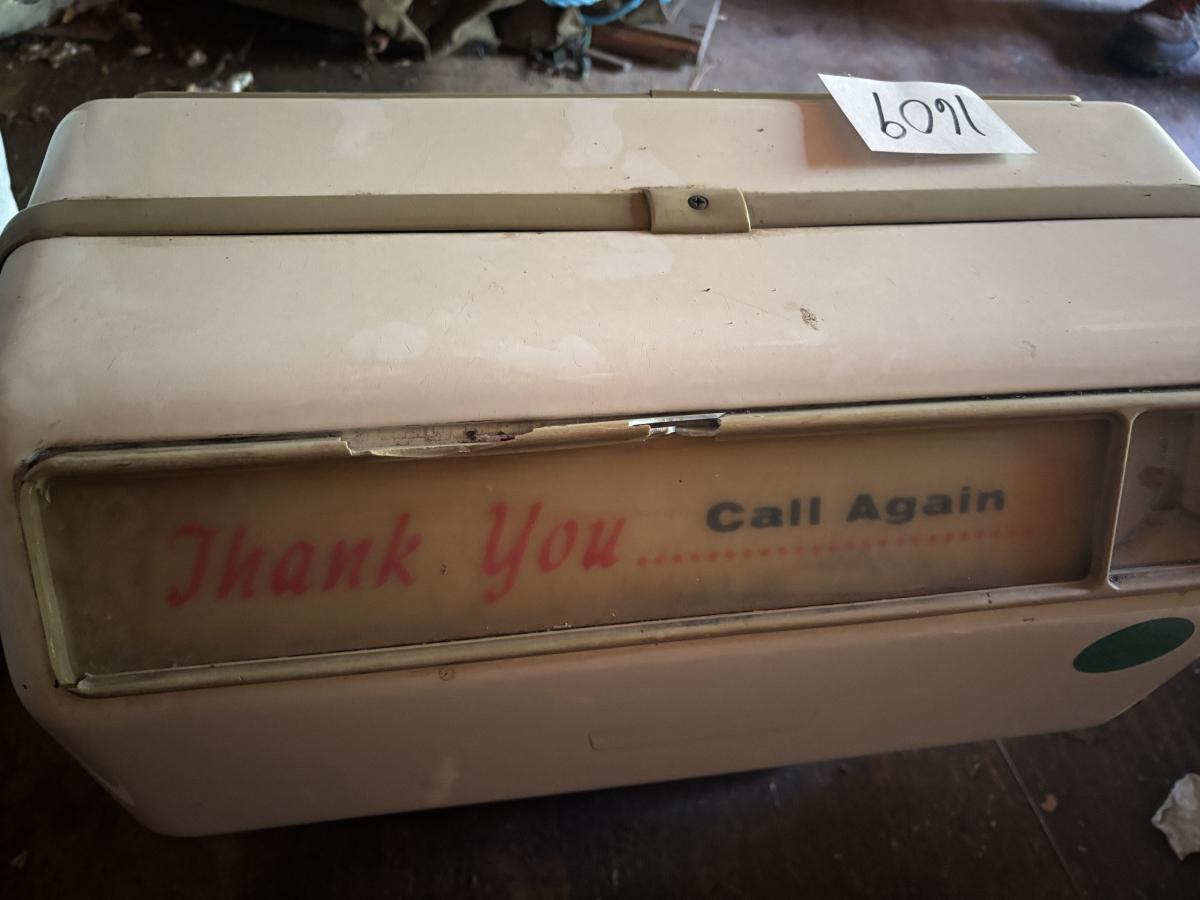 1609
Thank You ..... Call Again